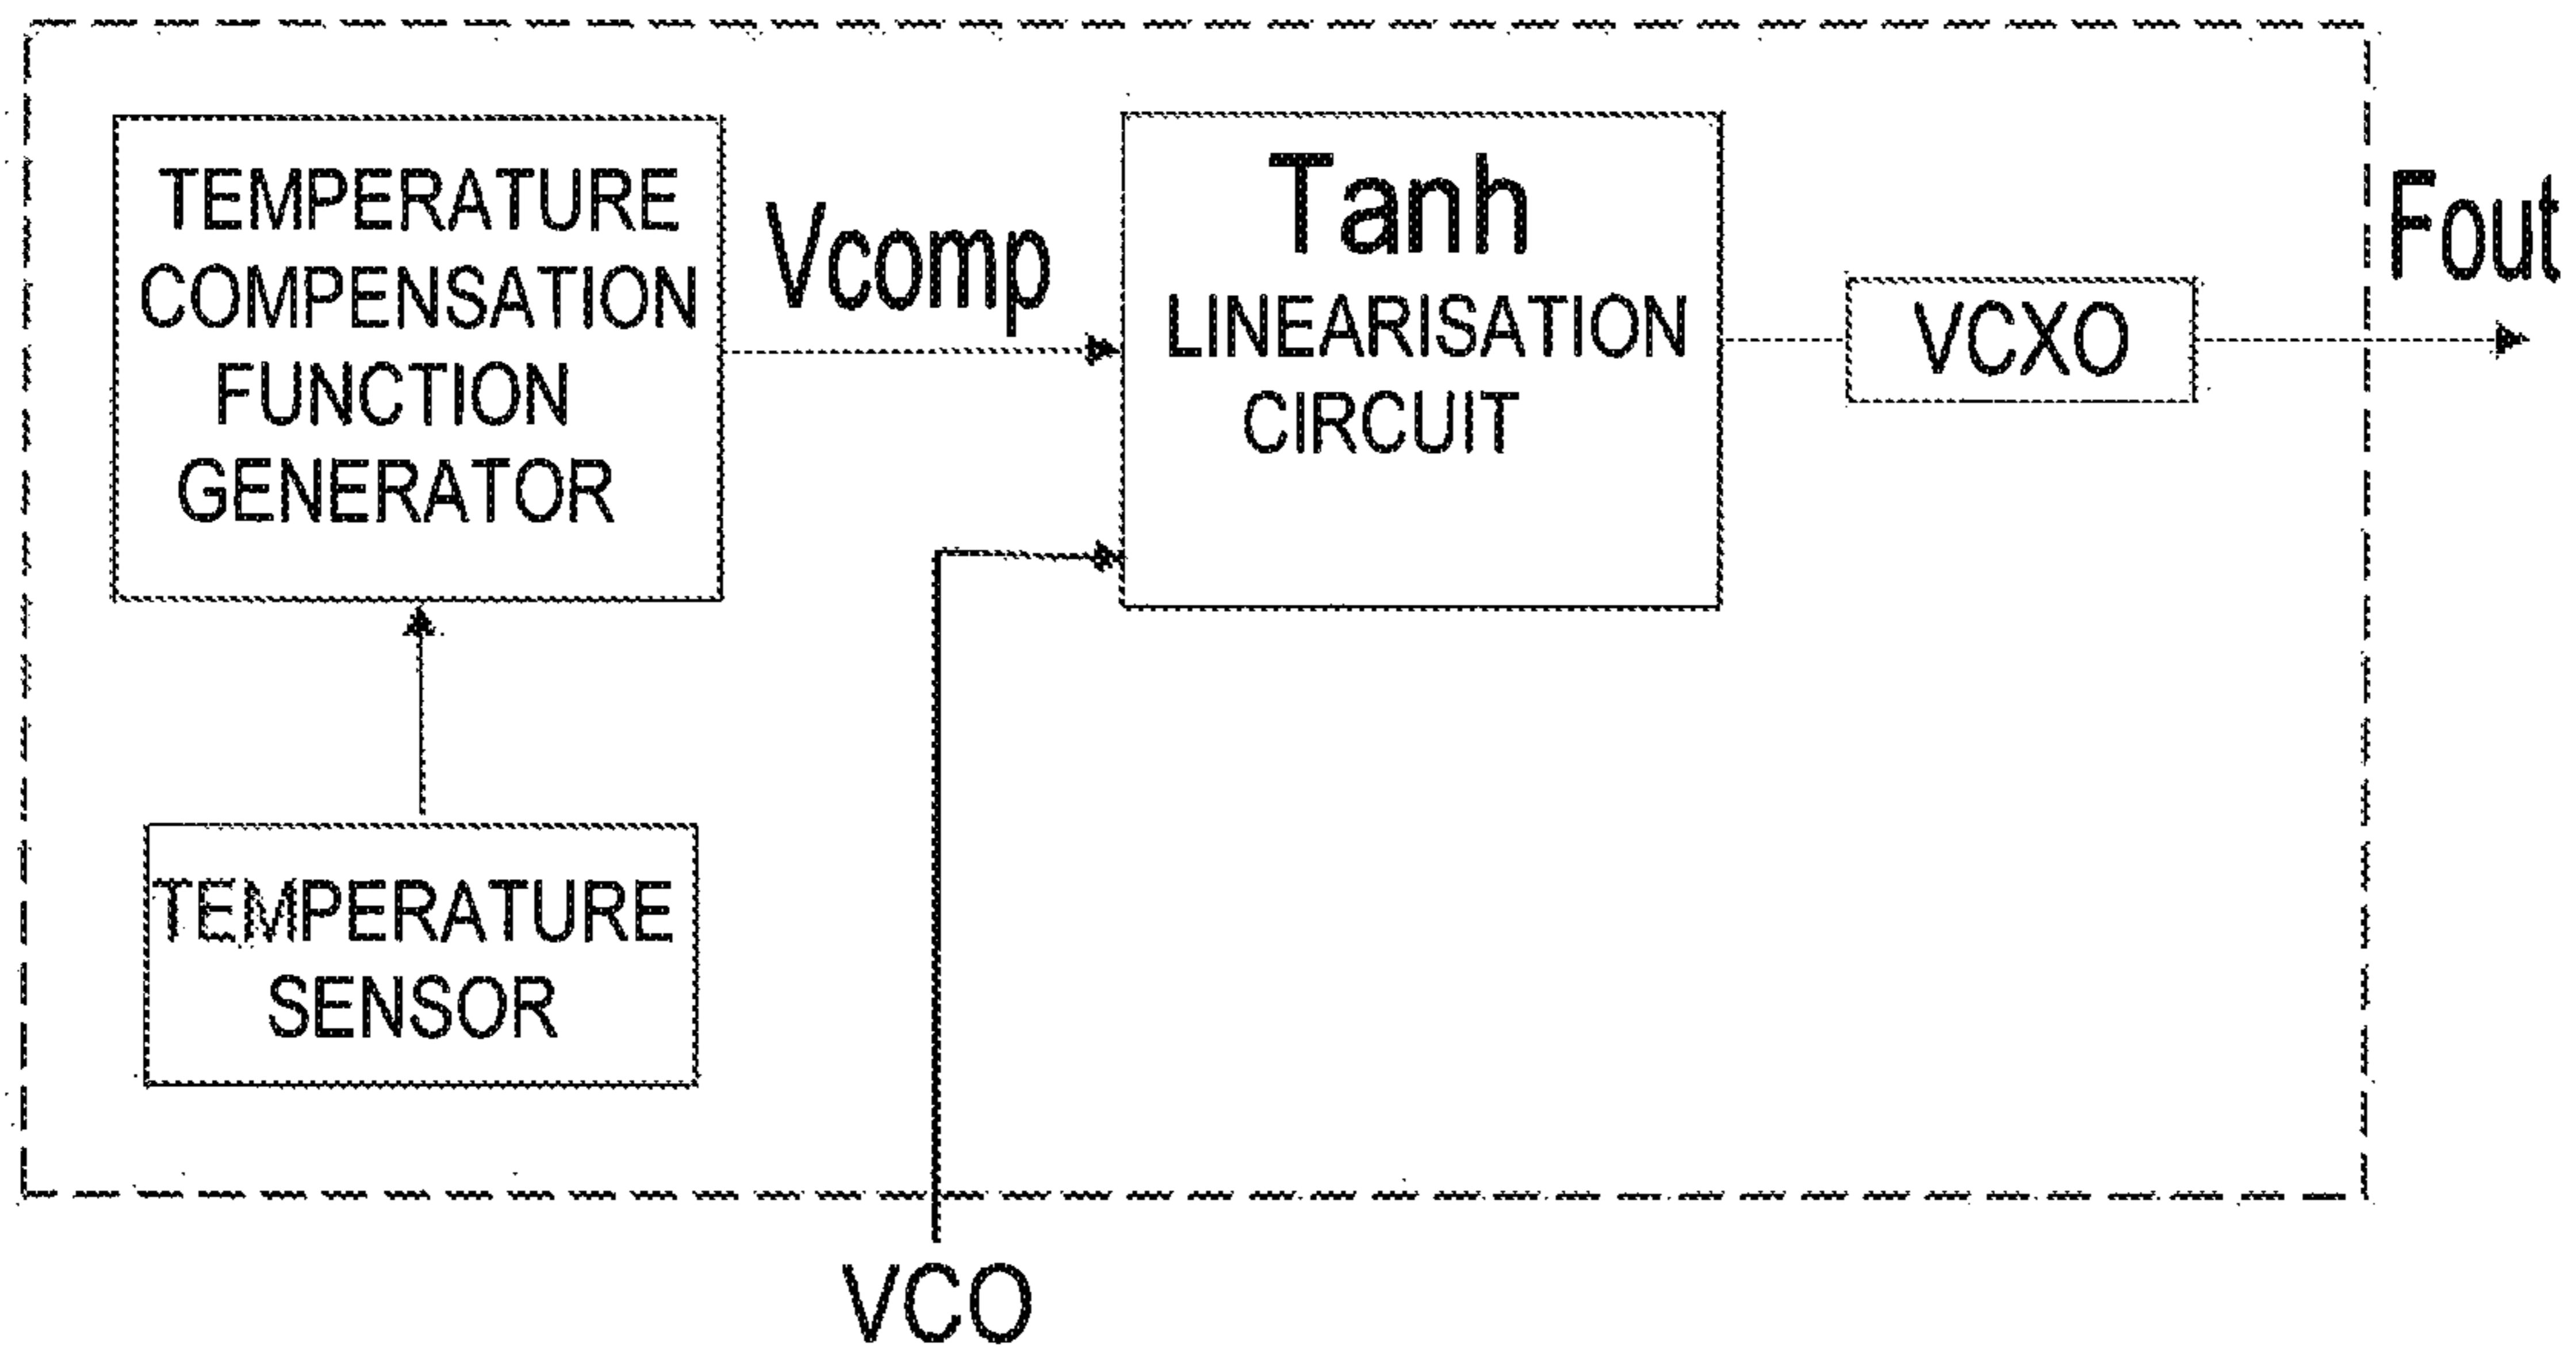 TEMPERATURE
COMPENSATION
FUNCTION
GENERATOR
Vcomp
Tanh
LINEARISATION
CIRCUIT
VCXO
Fout
TEMPERATURE
SENSOR
VCO